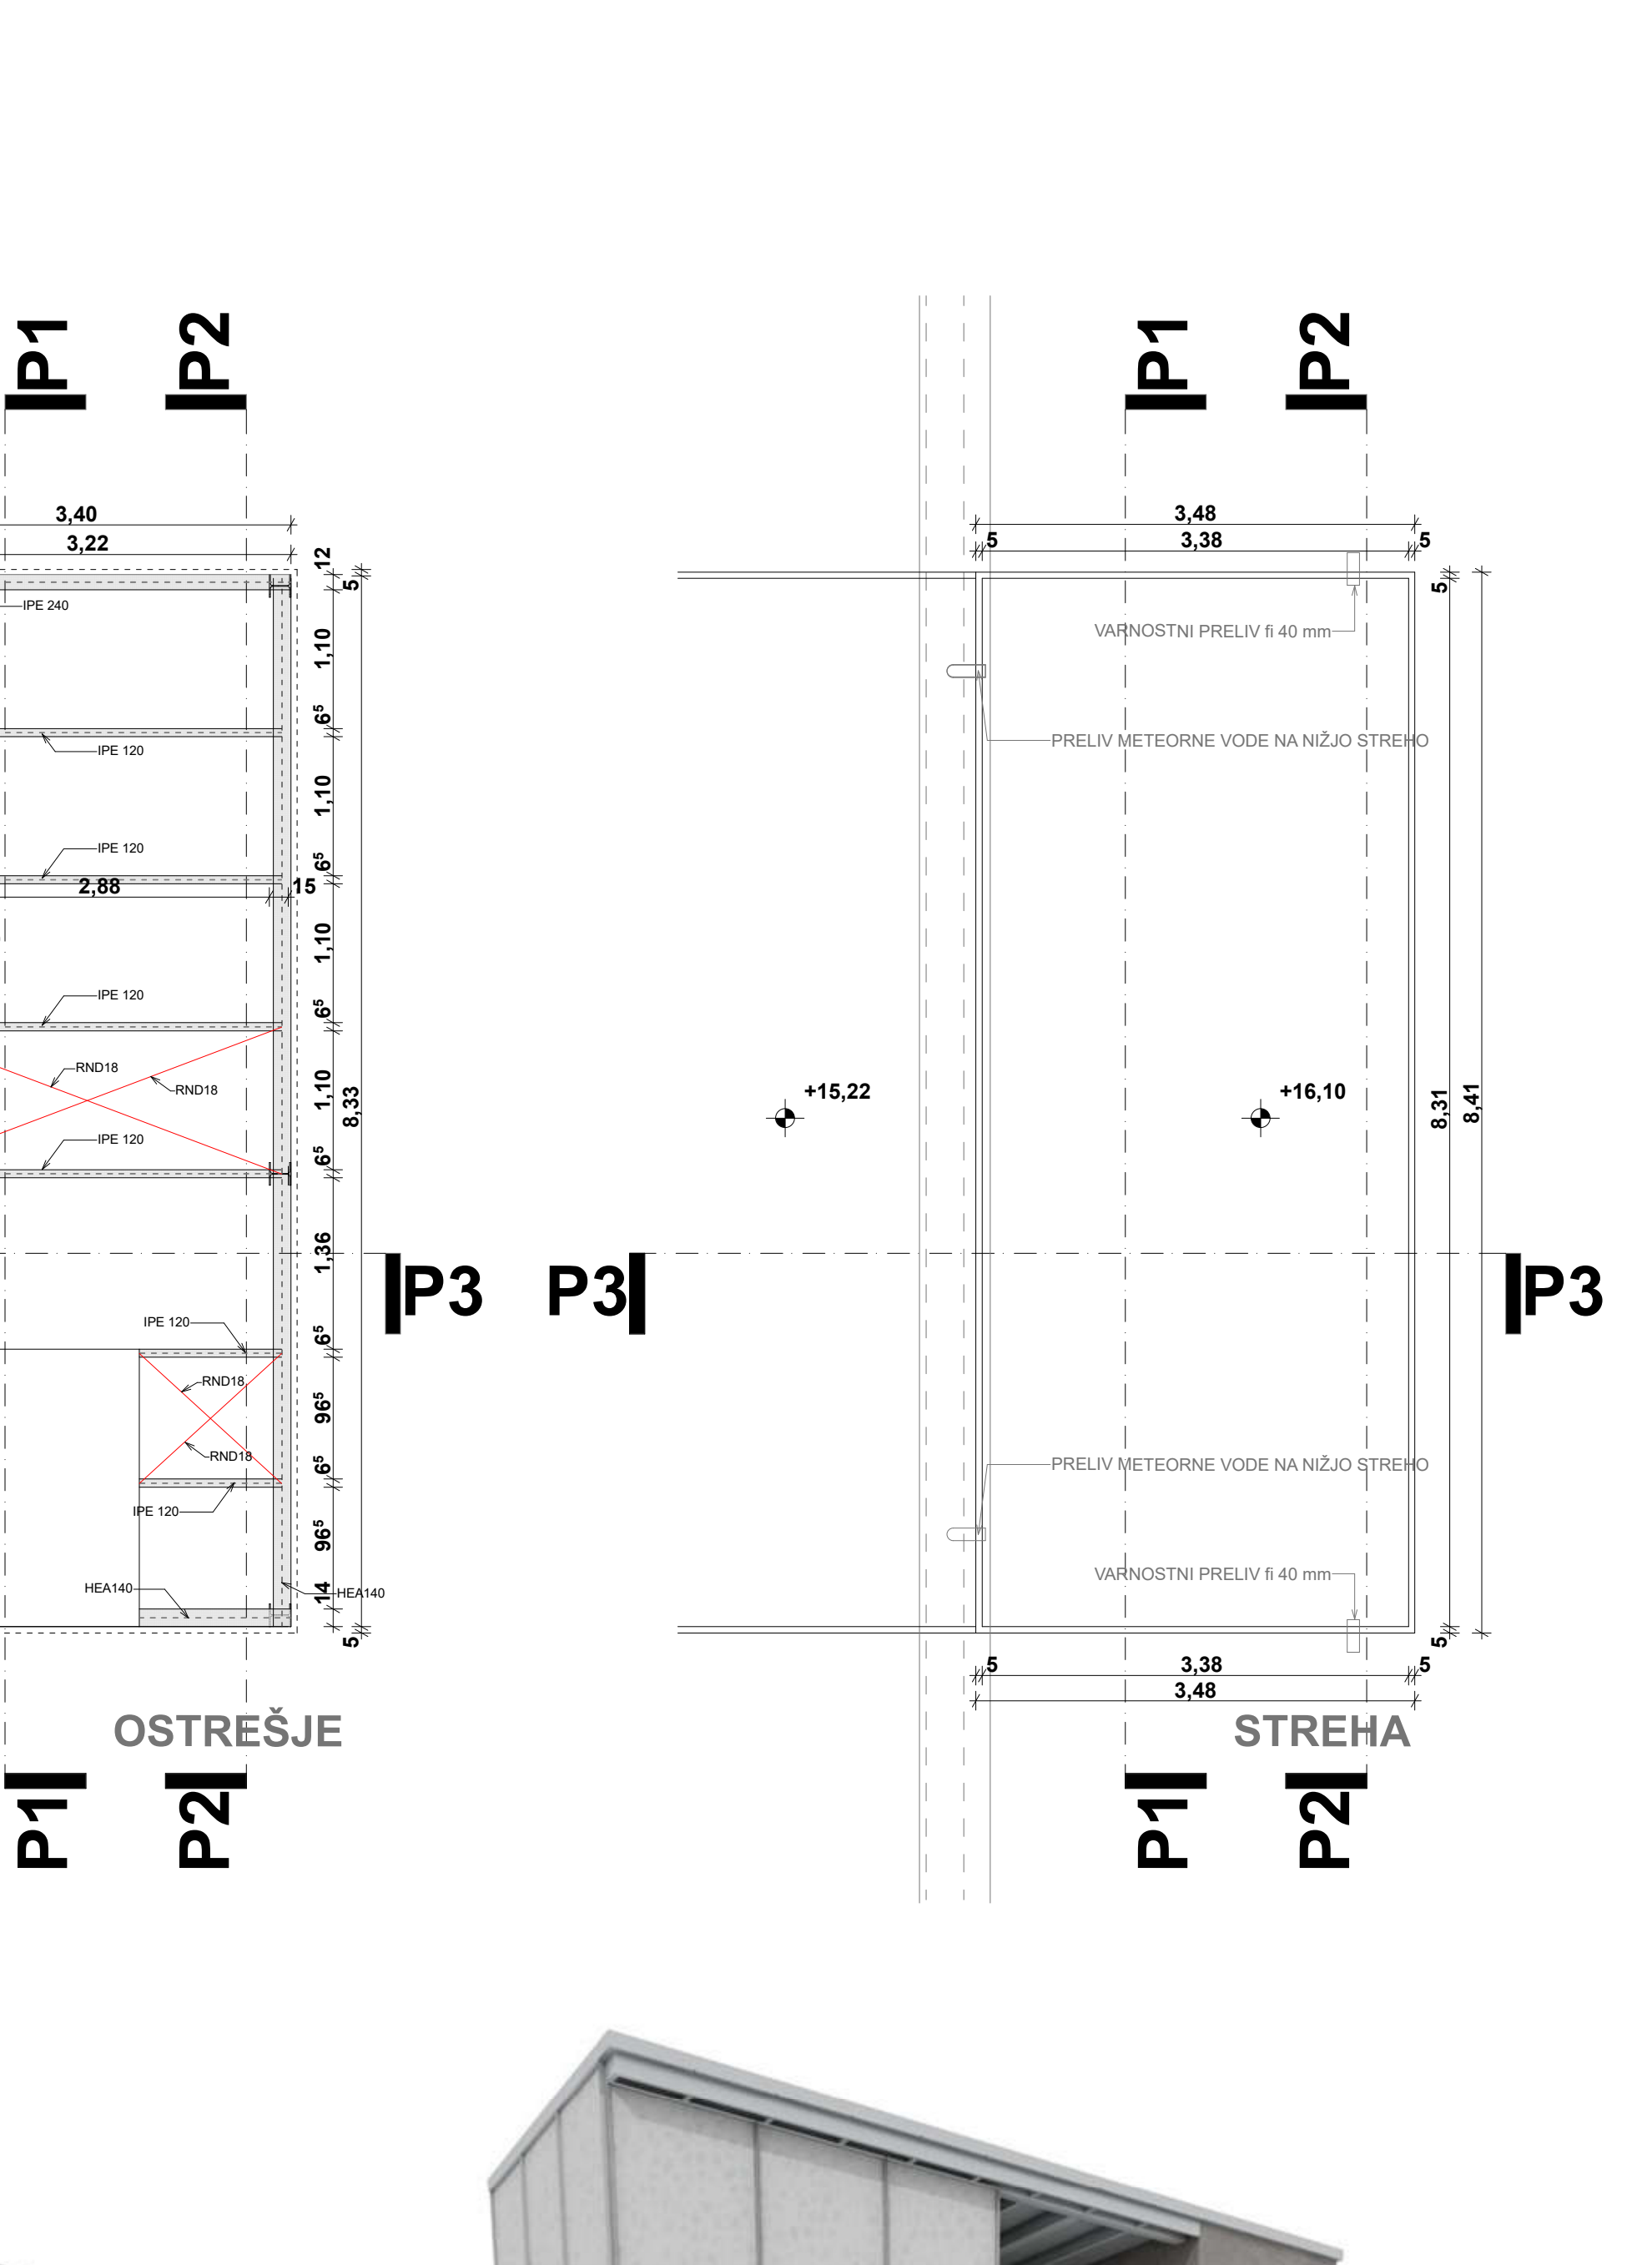 P1
P2
P1
P2
3,40
3,22
12
5
IPE 240
1,10
6⁵
IPE 120
1,10
IPE 120
6⁵
2,88
15
1,10
IPE 120
6⁵
RND18
RND18
1,10
8,33
IPE 120
6⁵
1,36
P3
IPE 120
6⁵
RND18
96⁵
RND18
6⁵
IPE 120
96⁵
HEA140
14
HEA140
5
OSTREŠJE
P1
P2
3,48
5
3,38
5
5
VARNOSTNI PRELIV fi 40 mm
PRELIV METEORNE VODE NA NIŽJO STREHO
+15,22
+16,10
8,31
8,41
P3
P3
PRELIV METEORNE VODE NA NIŽJO STREHO
VARNOSTNI PRELIV fi 40 mm
5
5
3,38
5
3,48
STREHA
P1
P2